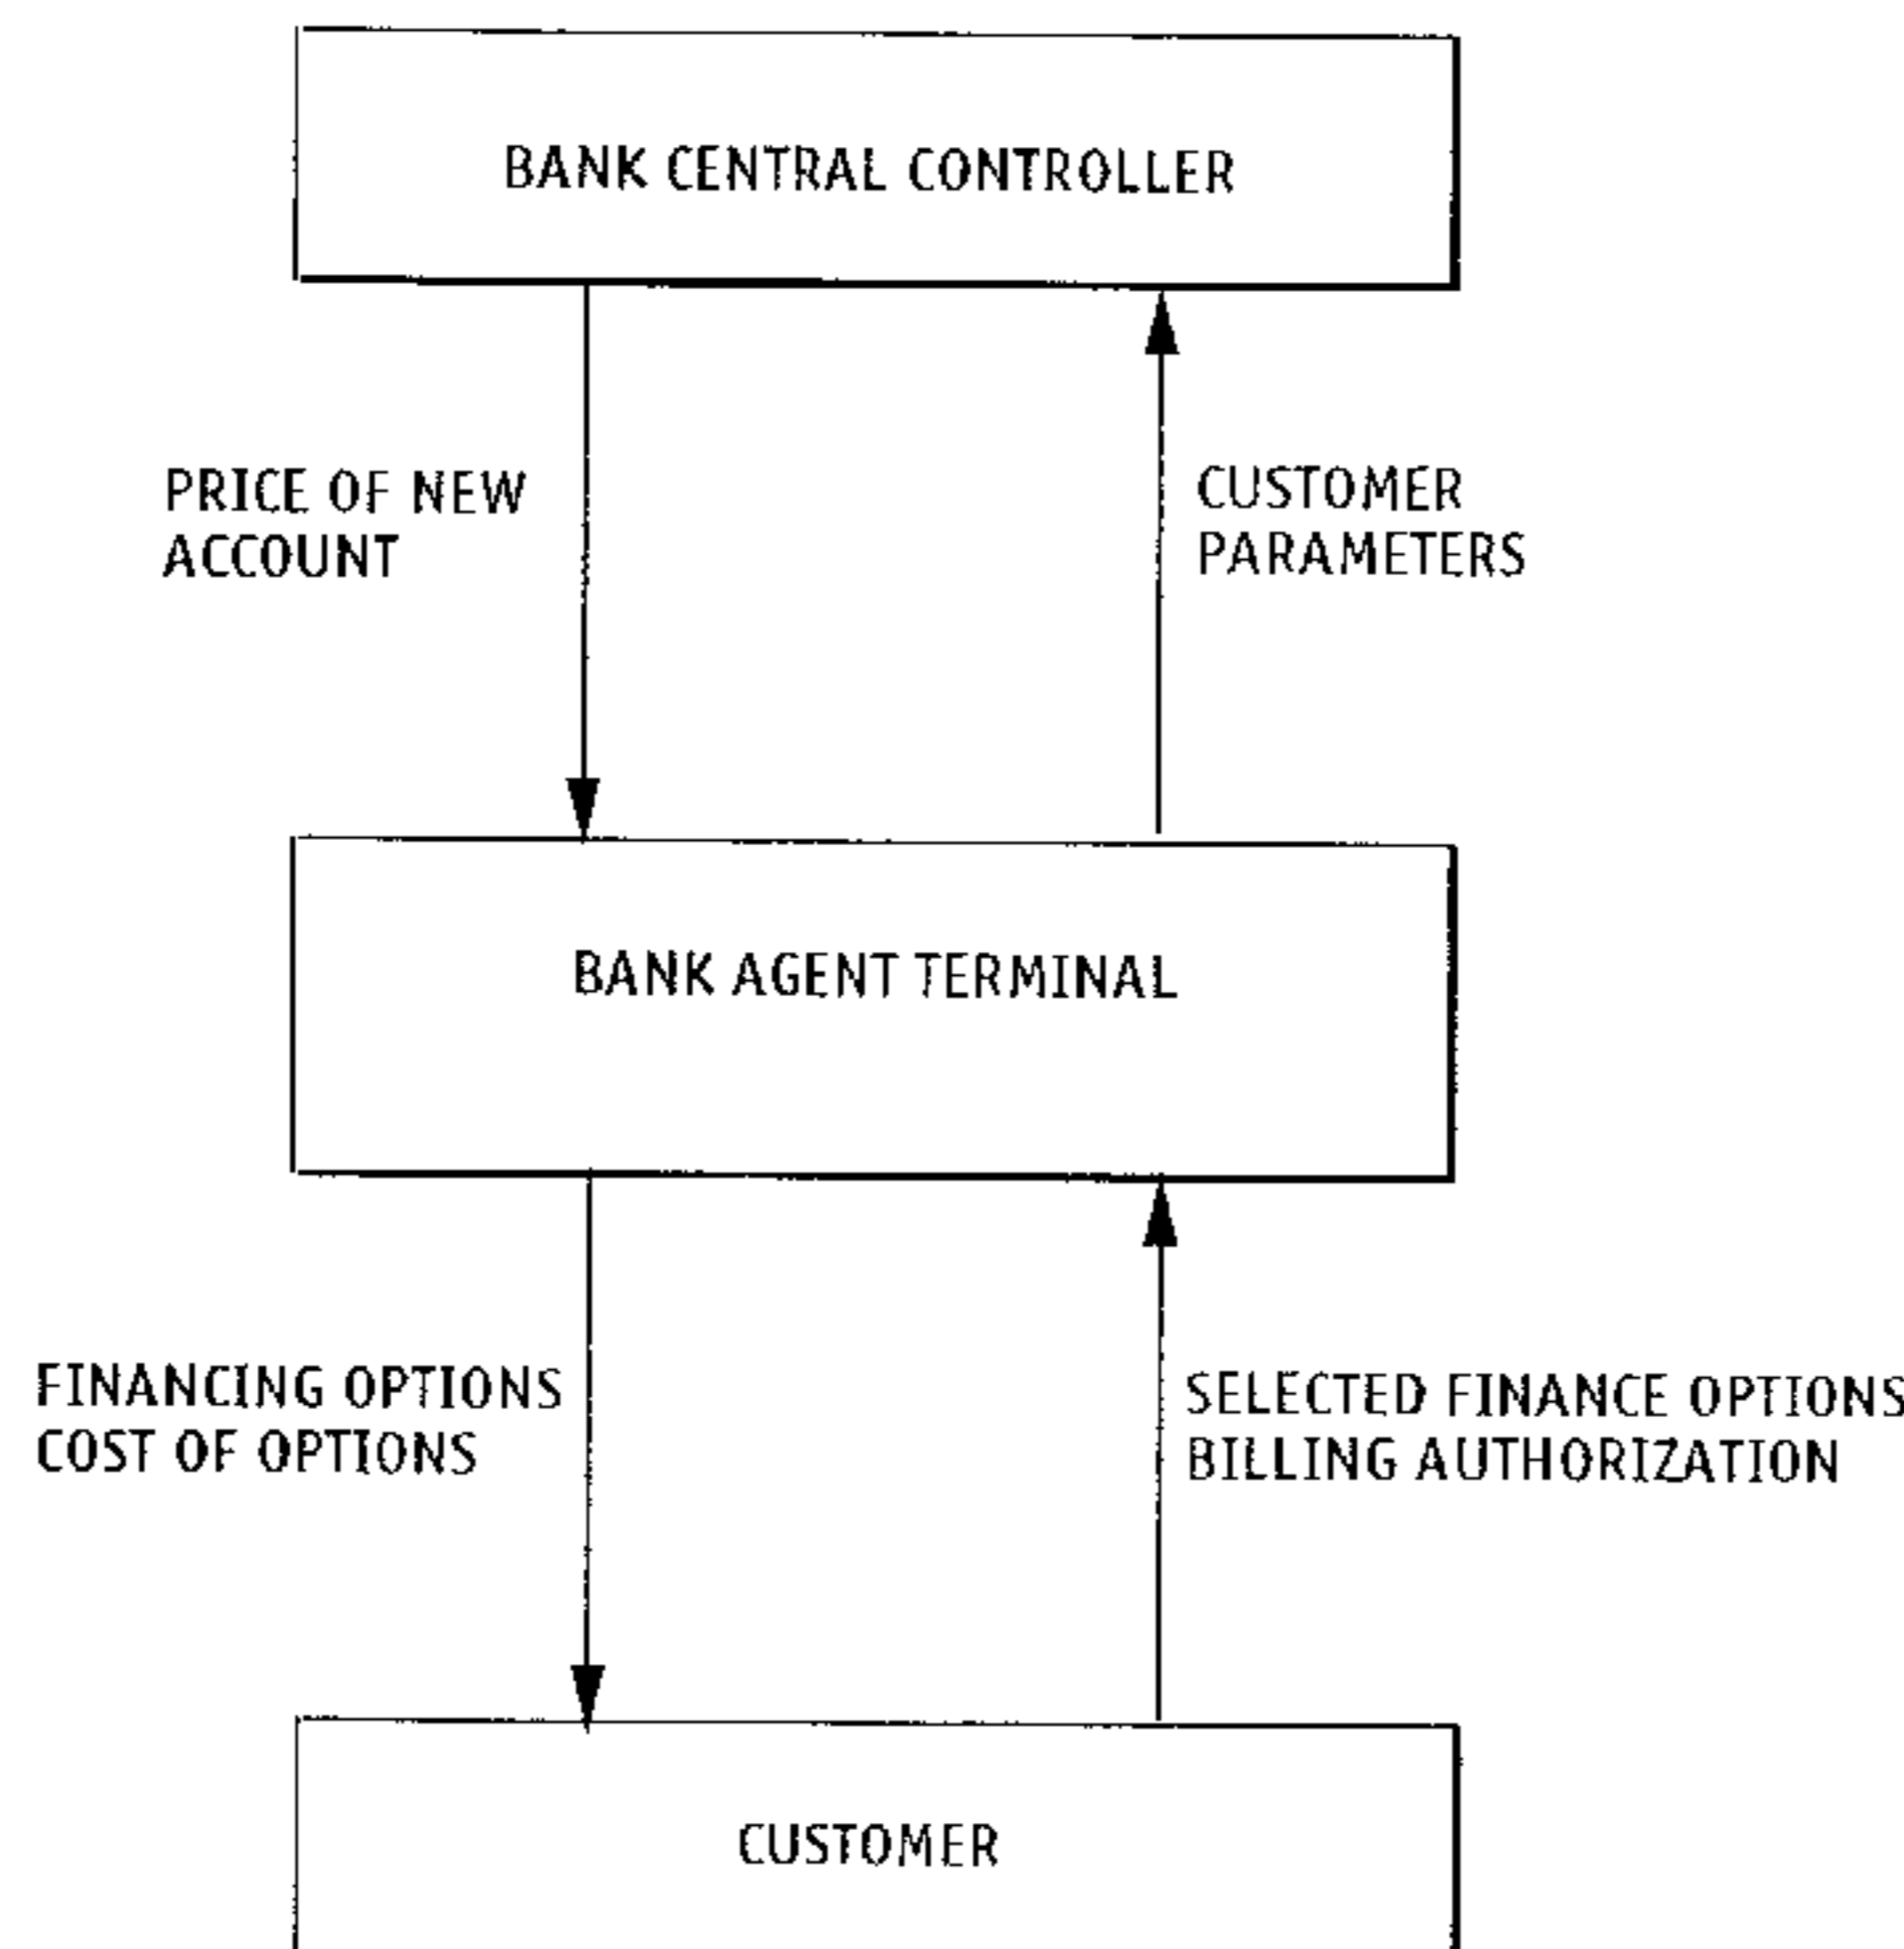 BANK CENTRAL CONTROLLER
PRICE OF NEW
ACCOUNT
CUSTOMER
PARAMETERS
BANK AGENT TERMINAL
FINANCING OPTIONS
COST OF OPTIONS
SELECTED FINANCE OPTIONS
BILLING AUTHORIZATION
CUSTOMER